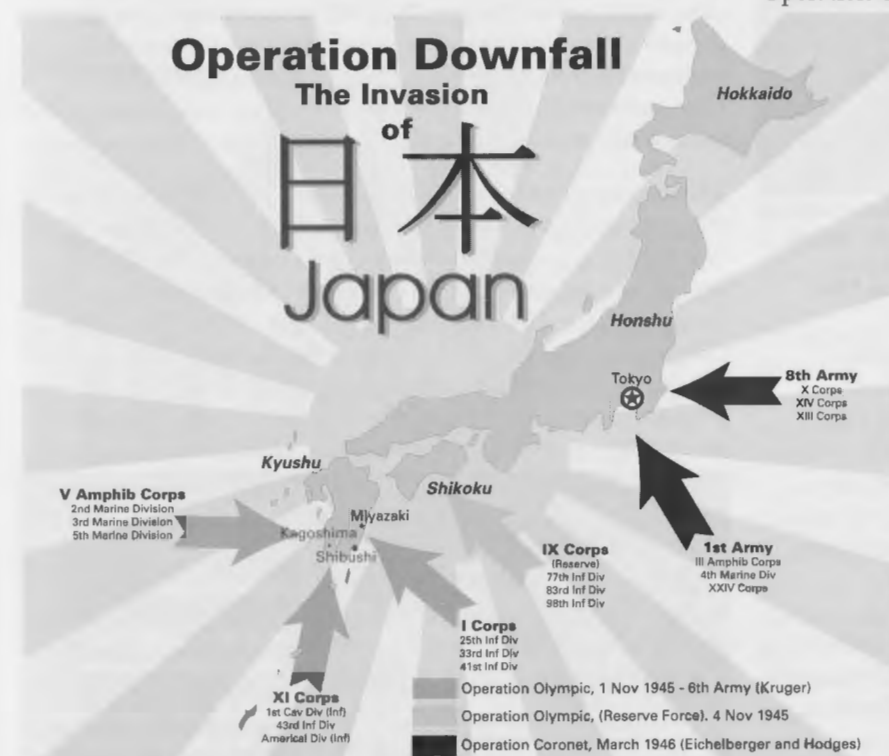 Operation Downfall
The Invasion
of
日本
Japan
Hokkaido
Honshu
Tokyo
8th Army
X Corps
XIV Corps
XIII Corps
Kyushu
Shikoku
V Amphib Corps
2nd Marine Division
3rd Marine Division
5th Marine Division
Miyazaki
Kagoshima
Shibushi
IX Corps
(Reserve)
77th Inf Div
83rd Inf Div
98th Inf Div
1st Army
III Amphib Corps
4th Marine Div
XXIV Corps
I Corps
25th Inf Div
33rd Inf Div
41st Inf Div
XI Corps
1st Cav Div (Inf)
43rd Inf Div
Americal Div (Inf)
Operation Olympic, 1 Nov 1945 - 6th Army (Kruger)
Operation Olympic, (Reserve Force). 4 Nov 1945
Operation Coronet, March 1946 (Eichelberger and Hodges)